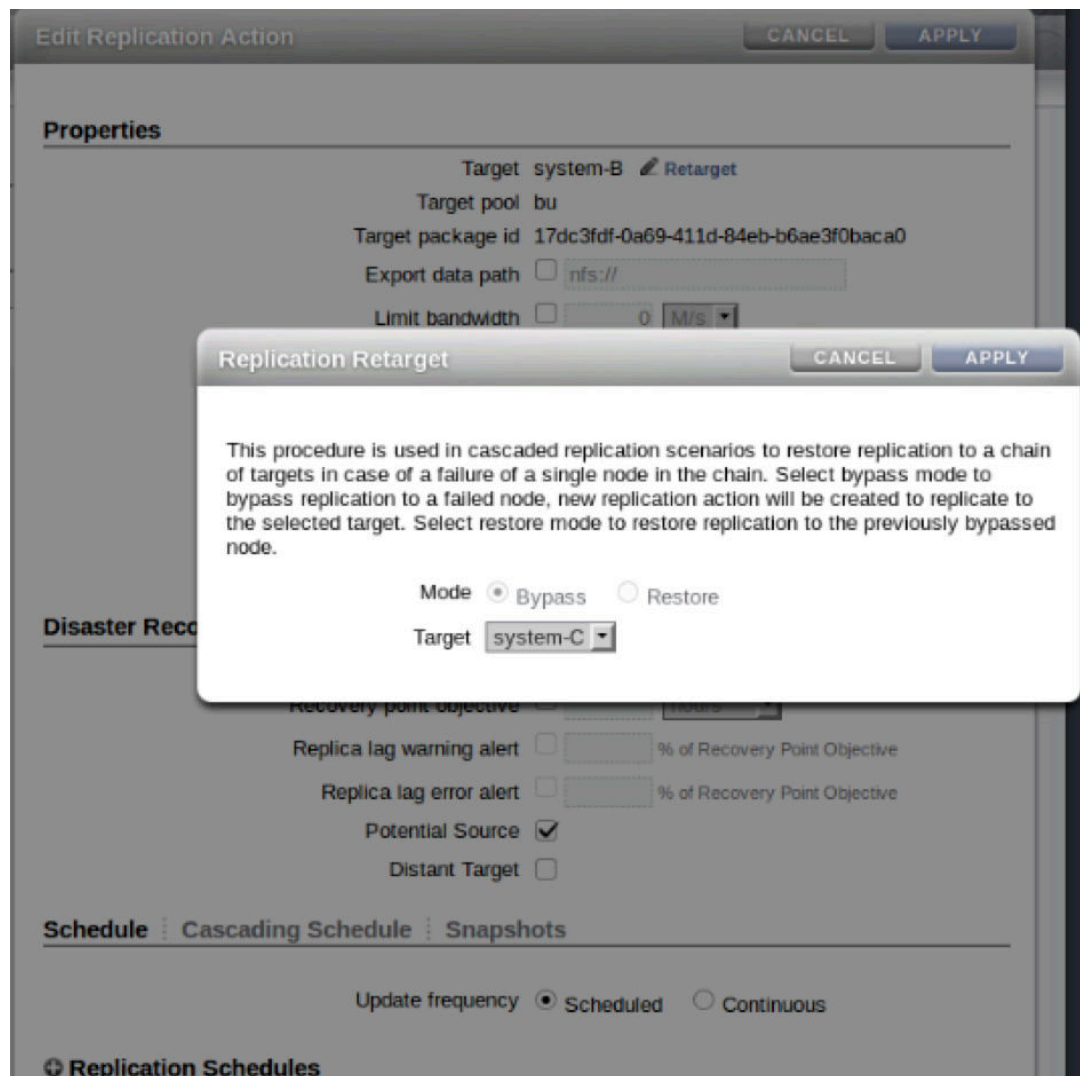 Edit Replication Action CANCEL APPLY
Properties
Target system-B Retarget
Target pool bu
Target package id 17dc3fdf-0a69-411d-84eb-b6ae3f0baca0
Export data path nfs://
Limit bandwidth 0 M/s
Replication Retarget CANCEL APPLY
This procedure is used in cascaded replication scenarios to restore replication to a chain
of targets in case of a failure of a single node in the chain. Select bypass mode to
bypass replication to a failed node, new replication action will be created to replicate to
the selected target. Select restore mode to restore replication to the previously bypassed
node.
Mode Bypass Restore
Target system-C
Disaster Reco
Recovery point objective hours
Replica lag warning alert % of Recovery Point Objective
Replica lag error alert % of Recovery Point Objective
Potential Source
Distant Target
Schedule Cascading Schedule Snapshots
Update frequency Scheduled Continuous
Replication Schedules